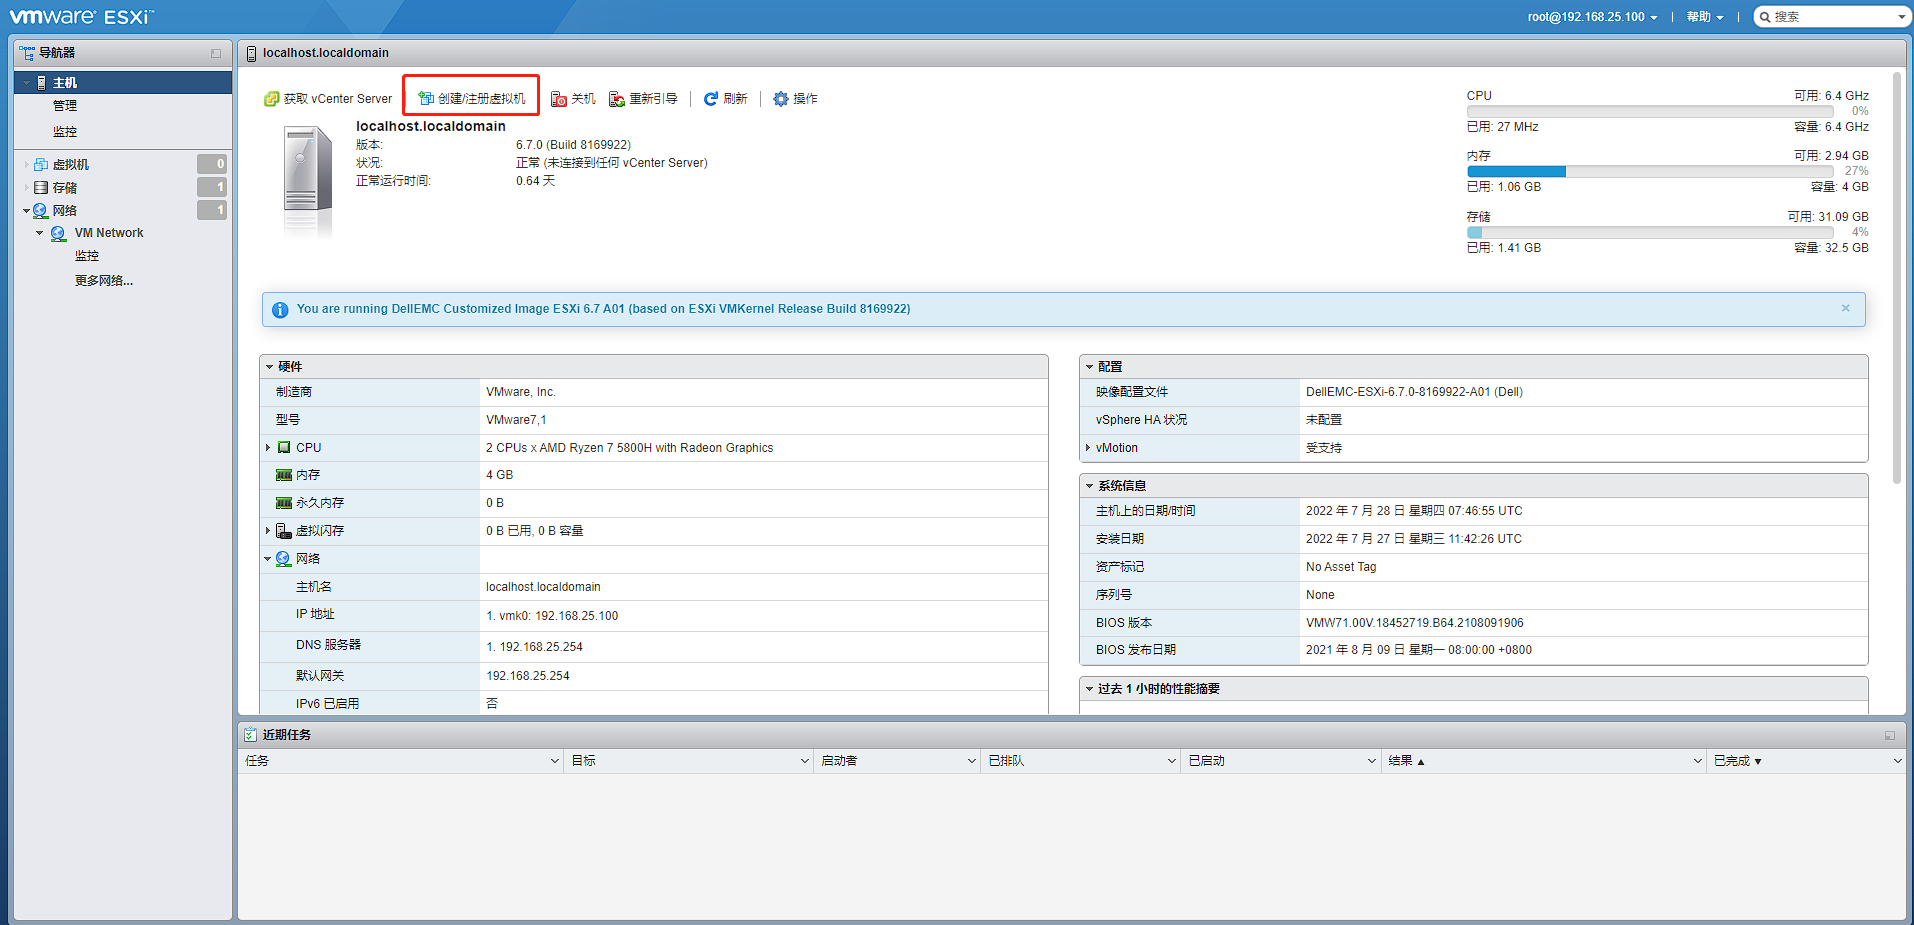 vmware ESXi™
root@192.168.25.100 | 帮助 | 搜索
导航器
主机
管理
监控
虚拟机 0
存储 1
网络 1
VM Network
监控
更多网络...
localhost.localdomain
获取 vCenter Server | 创建/注册虚拟机 | 关机 重新引导 | 刷新 | 操作
localhost.localdomain
版本: 6.7.0 (Build 8169922)
状况: 正常 (未连接到任何 vCenter Server)
正常运行时间: 0.64 天
CPU 可用: 6.4 GHz
0%
已用: 27 MHz 容量: 6.4 GHz
内存 可用: 2.94 GB
27%
已用: 1.06 GB 容量: 4 GB
存储 可用: 31.09 GB
4%
已用: 1.41 GB 容量: 32.5 GB
You are running DellEMC Customized Image ESXi 6.7 A01 (based on ESXi VMKernel Release Build 8169922)
硬件
制造商 VMware, Inc.
型号 VMware7,1
CPU 2 CPUs x AMD Ryzen 7 5800H with Radeon Graphics
内存 4 GB
永久内存 0 B
虚拟闪存 0 B 已用, 0 B 容量
网络
主机名 localhost.localdomain
IP 地址 1. vmk0: 192.168.25.100
DNS 服务器 1. 192.168.25.254
默认网关 192.168.25.254
IPv6 已启用 否
配置
映像配置文件 DellEMC-ESXi-6.7.0-8169922-A01 (Dell)
vSphere HA 状况 未配置
vMotion 受支持
系统信息
主机上的日期/时间 2022 年 7 月 28 日 星期四 07:46:55 UTC
安装日期 2022 年 7 月 27 日 星期三 11:42:26 UTC
资产标记 No Asset Tag
序列号 None
BIOS 版本 VMW71.00V.18452719.B64.2108091906
BIOS 发布日期 2021 年 8 月 09 日 星期一 08:00:00 +0800
过去 1 小时的性能摘要
近期任务
任务 目标 启动者 已排队 已启动 结果 ▲ 已完成 ▼